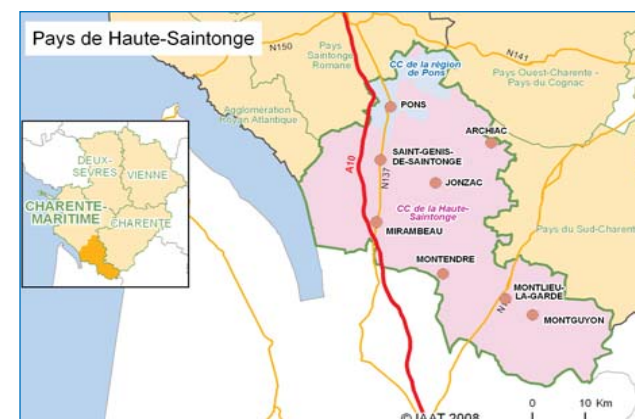 Pays de Haute-Saintonge
N150
Pays
Saintonge
Romane
CC de la région
de Pons
N141
Pays Ouest-Charente -
Pays du Cognac
PONS
Agglomération
Royan Atlantique
ARCHIAC
A10
SAINT-GENIS-
DE-SAINTONGE
N137
JONZAC
CC de la Haute-
Saintonge
MIRAMBEAU
Pays du Sud-Charente
MONTENDRE
MONTLIEU-
LA-GARDE
MONTGUYON
DEUX-
SEVRES
VIENNE
CHARENTE-
MARITIME
CHARENTE
© IAAT 2008
0 10 Km